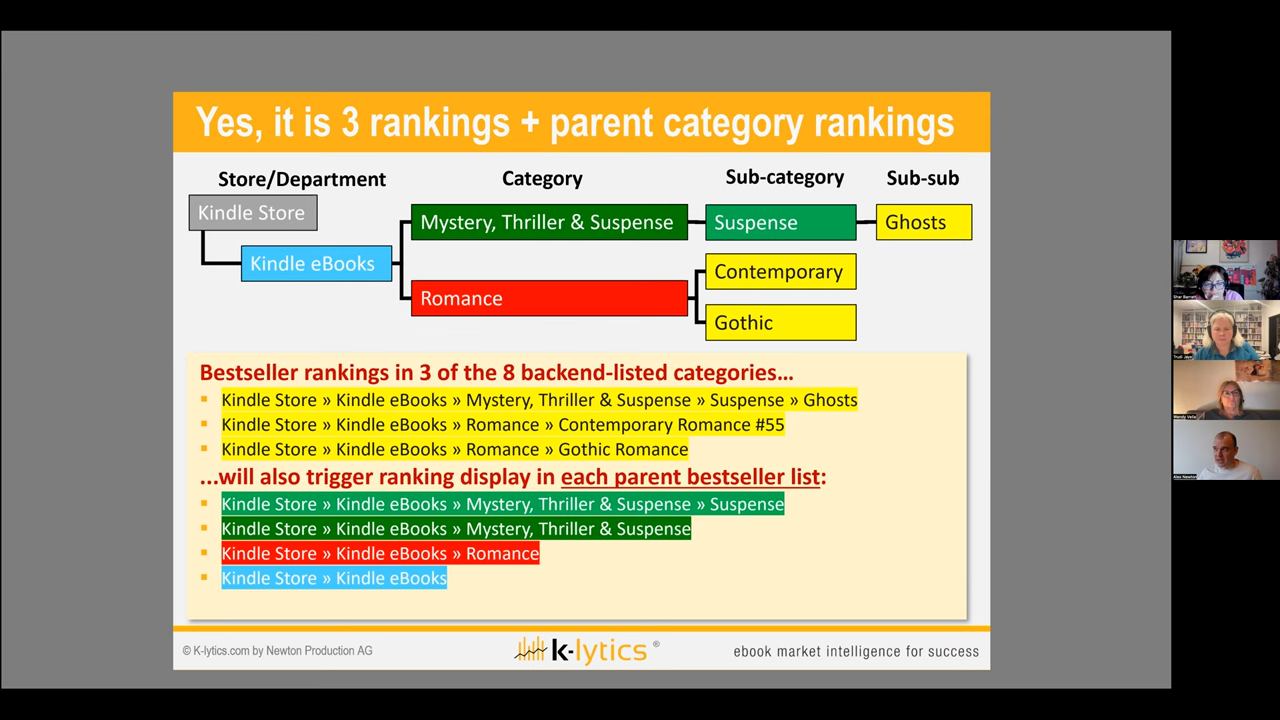 Yes, it is 3 rankings + parent category rankings
Store/Department
Category
Sub-category
Sub-sub
Kindle Store
Mystery, Thriller & Suspense
Suspense
Ghosts
Kindle eBooks
Contemporary
Romance
Gothic
Bestseller rankings in 3 of the 8 backend-listed categories…
Kindle Store » Kindle eBooks » Mystery, Thriller & Suspense » Suspense » Ghosts
Kindle Store » Kindle eBooks » Romance » Contemporary Romance #55
Kindle Store » Kindle eBooks » Romance » Gothic Romance
...will also trigger ranking display in each parent bestseller list:
Kindle Store » Kindle eBooks » Mystery, Thriller & Suspense » Suspense
Kindle Store » Kindle eBooks » Mystery, Thriller & Suspense
Kindle Store » Kindle eBooks » Romance
Kindle Store » Kindle eBooks
© K-lytics.com by Newton Production AG
k-lytics ®
ebook market intelligence for success
Alex Newton